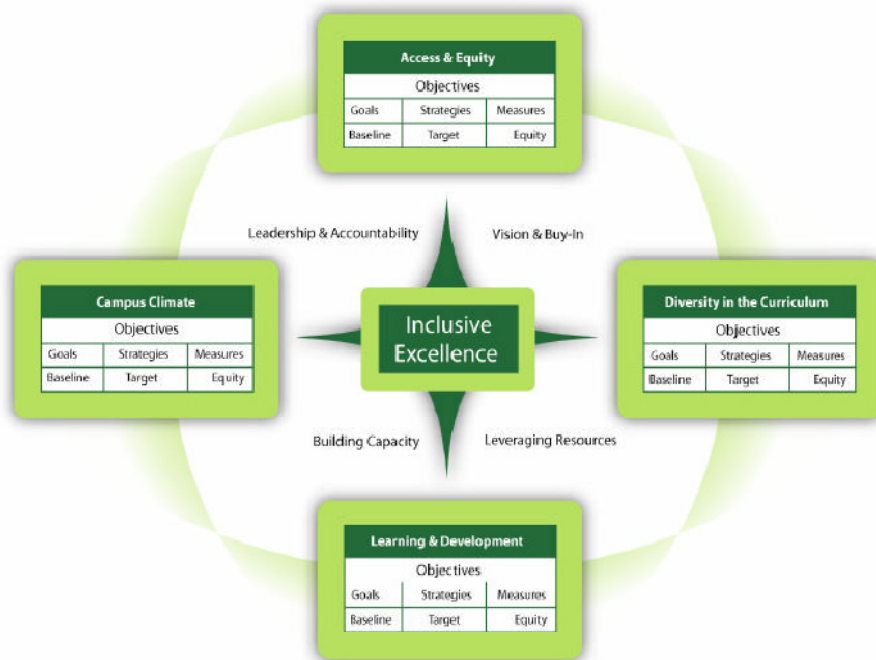 Access & Equity
Objectives
Goals Strategies Measures
Baseline Target Equity
Leadership & Accountability
Vision & Buy-In
Campus Climate
Objectives
Goals Strategies Measures
Baseline Target Equity
Inclusive
Excellence
Diversity in the Curriculum
Objectives
Goals Strategies Measures
Baseline Target Equity
Building Capacity
Leveraging Resources
Learning & Development
Objectives
Goals Strategies Measures
Baseline Target Equity